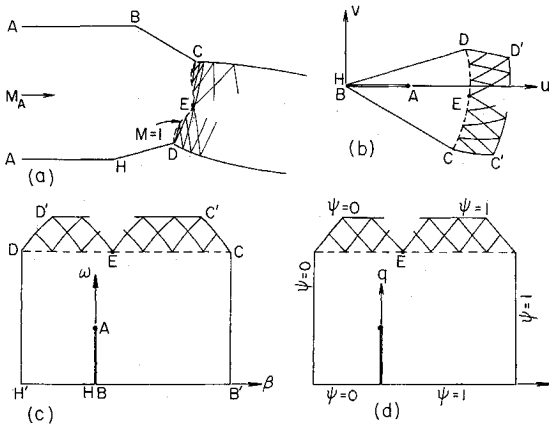 A
B
C
M_A
E
M=1
D
A
H
(a)
V
D
D'
H
B
A
u
E
C
C'
(b)
D'
C'
D
E
C
ω
A
H'
H
B
B'
β
(c)
ψ=0
ψ=1
E
ψ=0
q
ψ=1
ψ=0
ψ=1
(d)